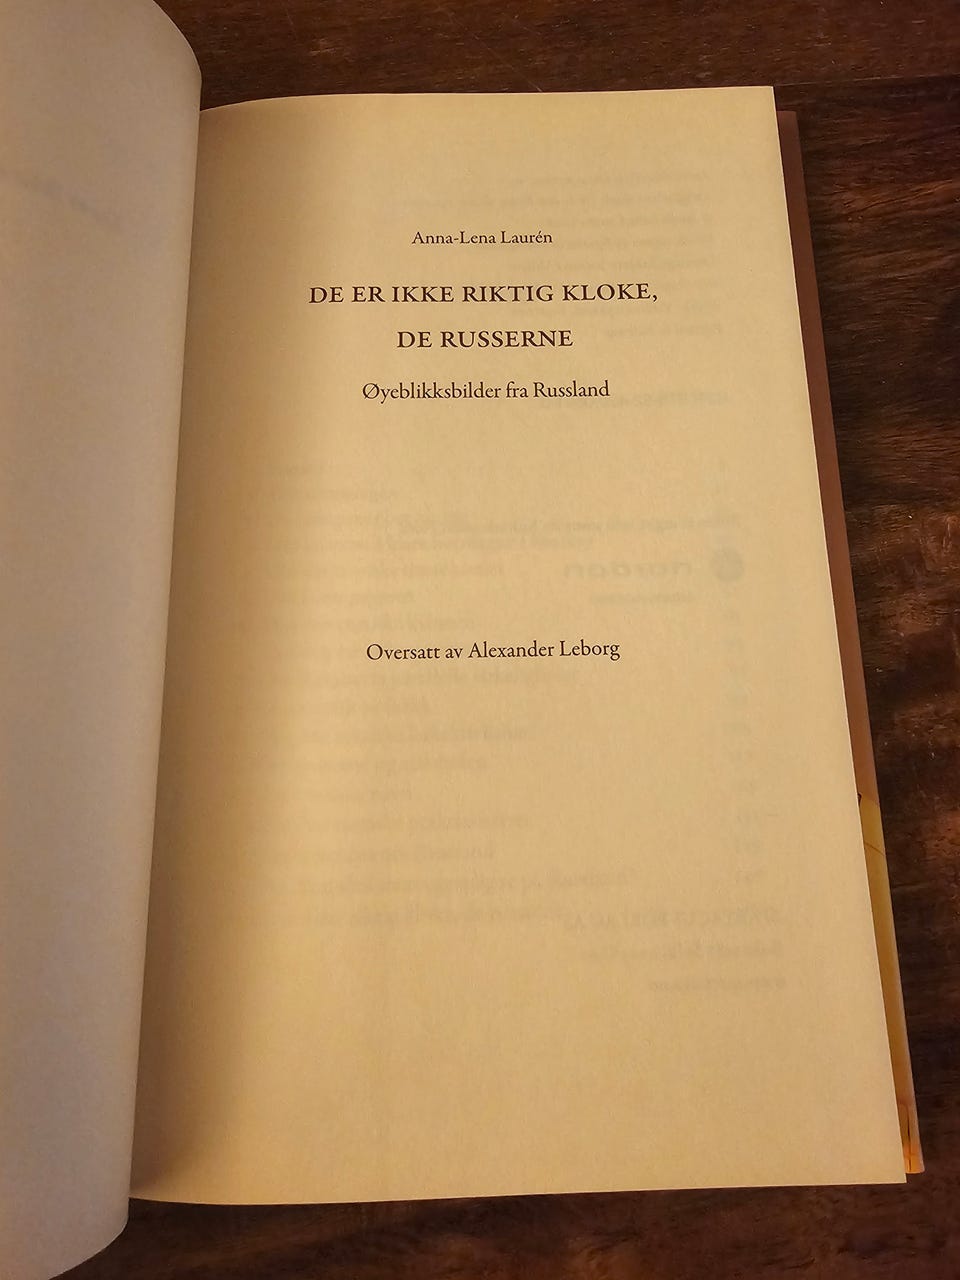 Anna-Lena Laurén
DE ER IKKE RIKTIG KLOKE,
DE RUSSERNE
Øyeblikksbilder fra Russland
Oversatt av Alexander Leborg